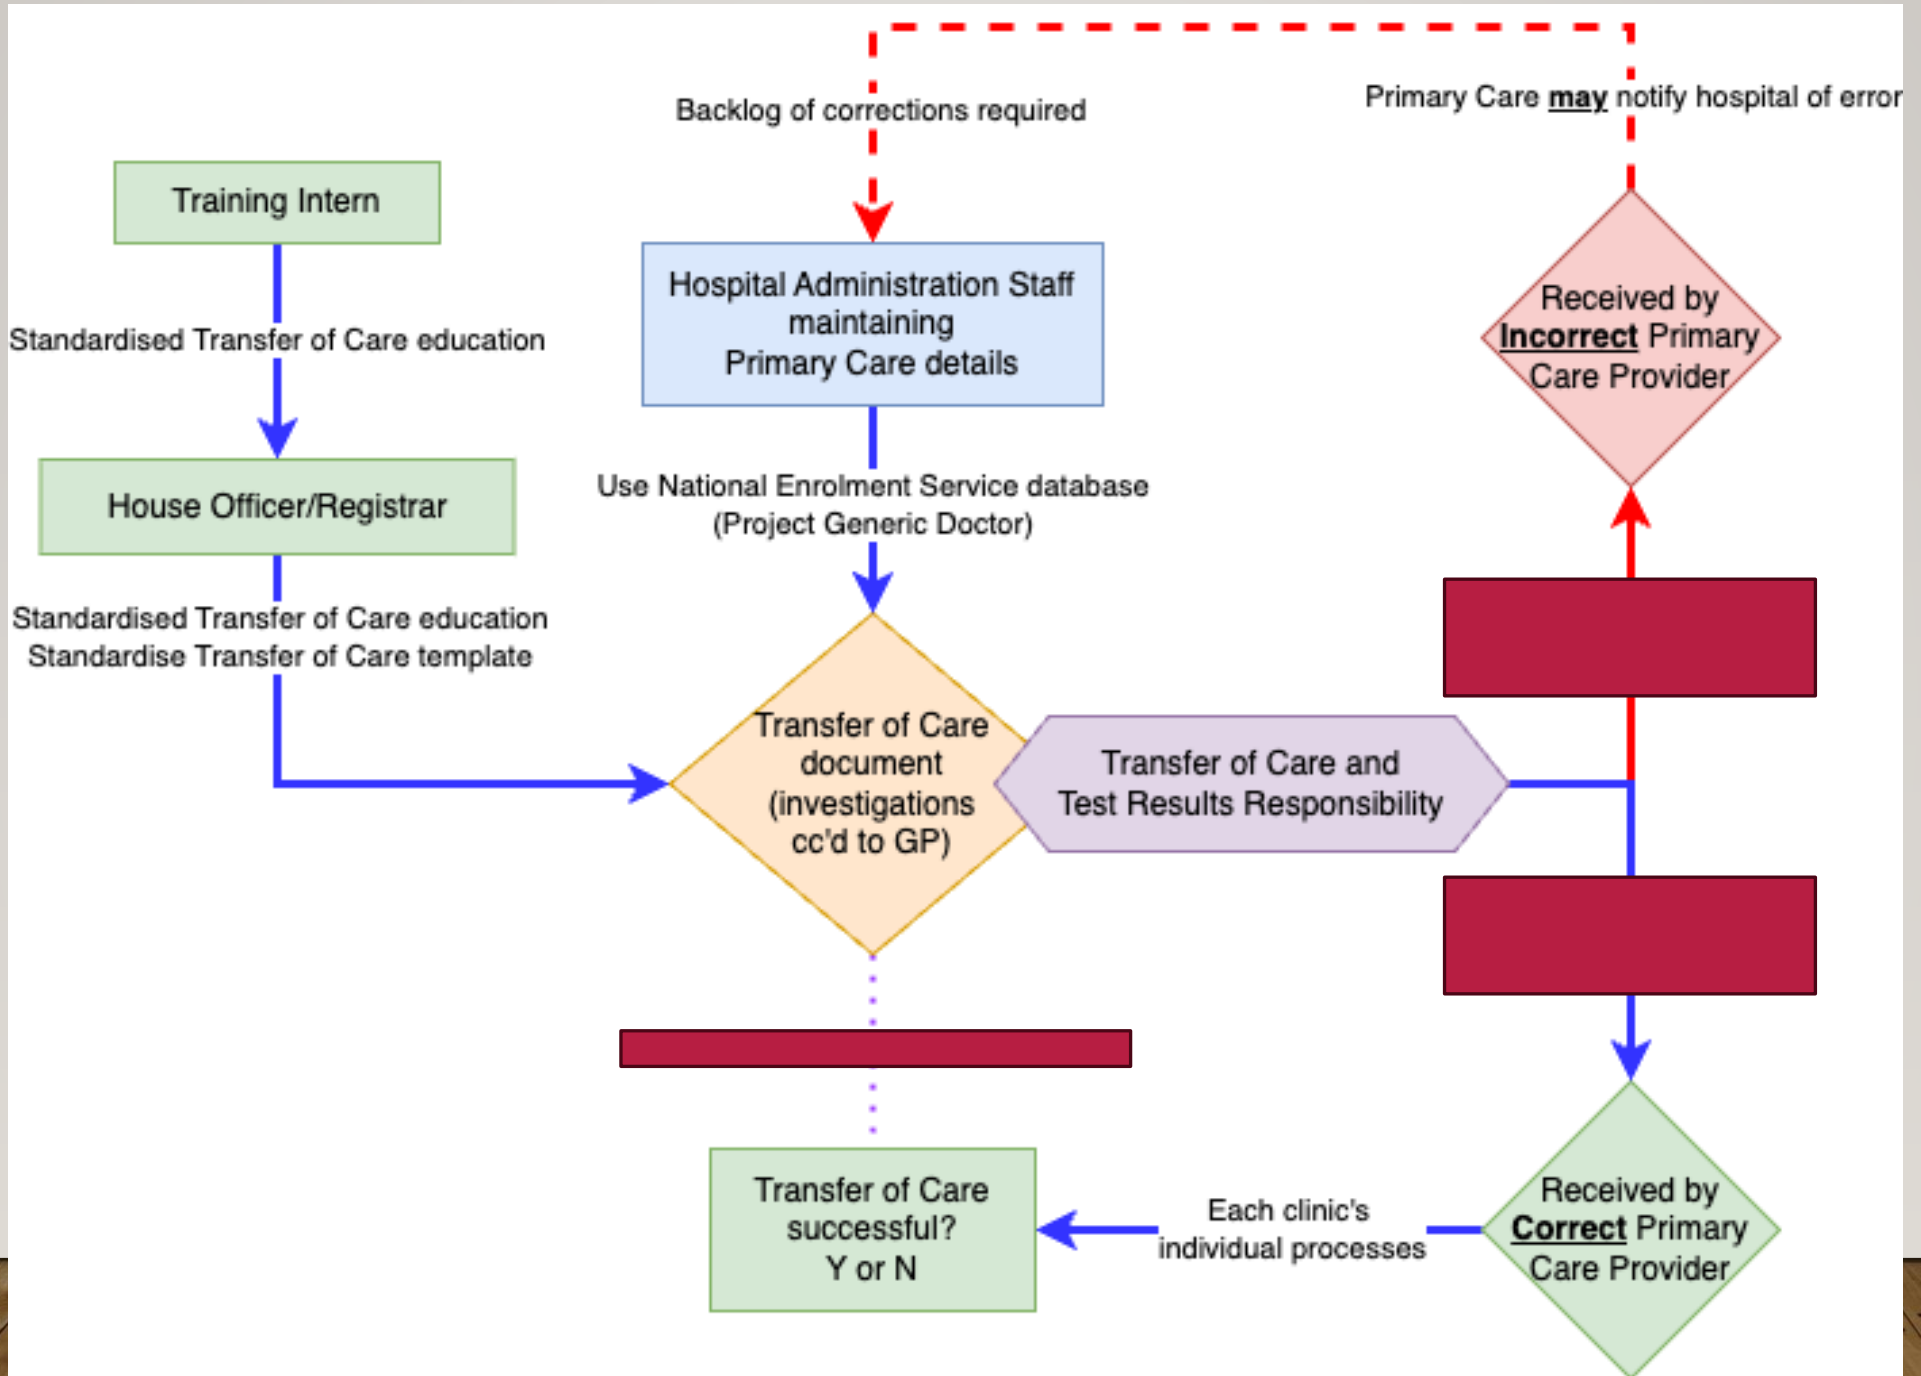 Backlog of corrections required
Primary Care may notify hospital of error
Training Intern
Standardised Transfer of Care education
House Officer/Registrar
Standardised Transfer of Care education
Standardise Transfer of Care template
Hospital Administration Staff
maintaining
Primary Care details
Use National Enrolment Service database
(Project Generic Doctor)
Received by
Incorrect Primary
Care Provider
Transfer of Care
document
(investigations
cc'd to GP)
Transfer of Care and
Test Results Responsibility
Transfer of Care
successful?
Y or N
Each clinic's
individual processes
Received by
Correct Primary
Care Provider